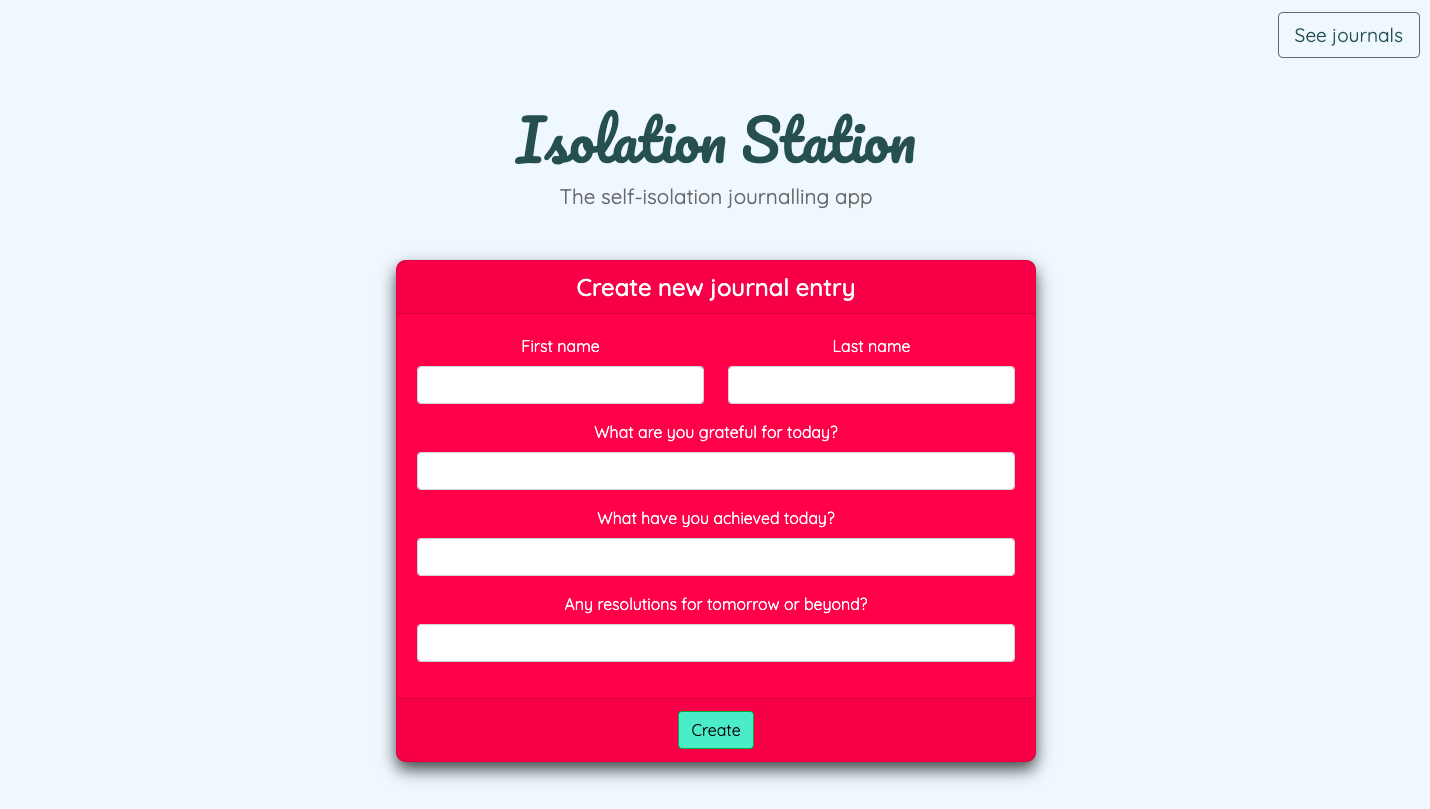 See journals
Isolation Station
The self-isolation journalling app
Create new journal entry
First name
Last name
What are you grateful for today?
What have you achieved today?
Any resolutions for tomorrow or beyond?
Create